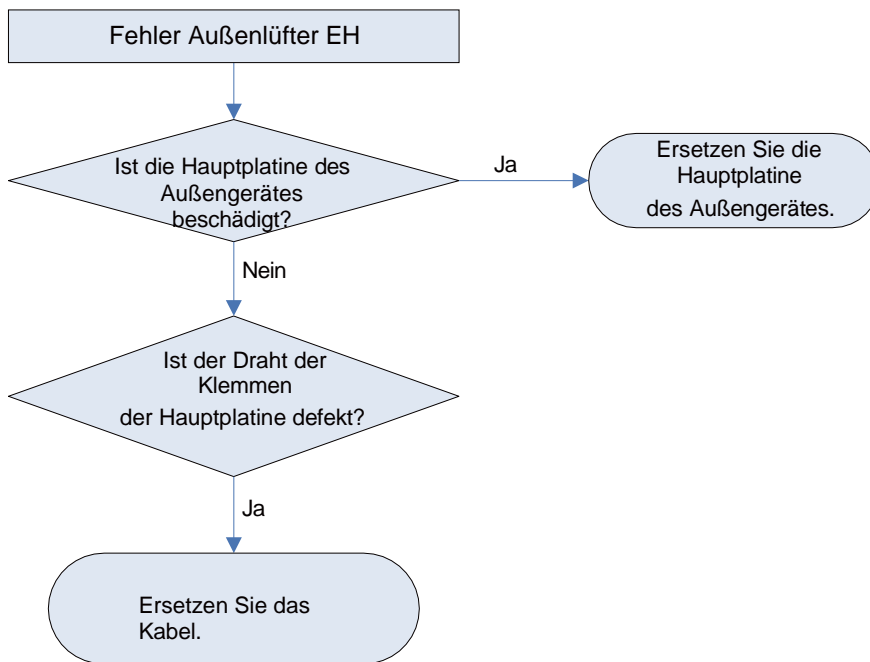 Fehler Außenlüfter EH
Ist die Hauptplatine des
Außengerätes
beschädigt?
Ja
Ersetzen Sie die
Hauptplatine
des Außengerätes.
Nein
Ist der Draht der
Klemmen
der Hauptplatine defekt?
Ja
Ersetzen Sie das
Kabel.